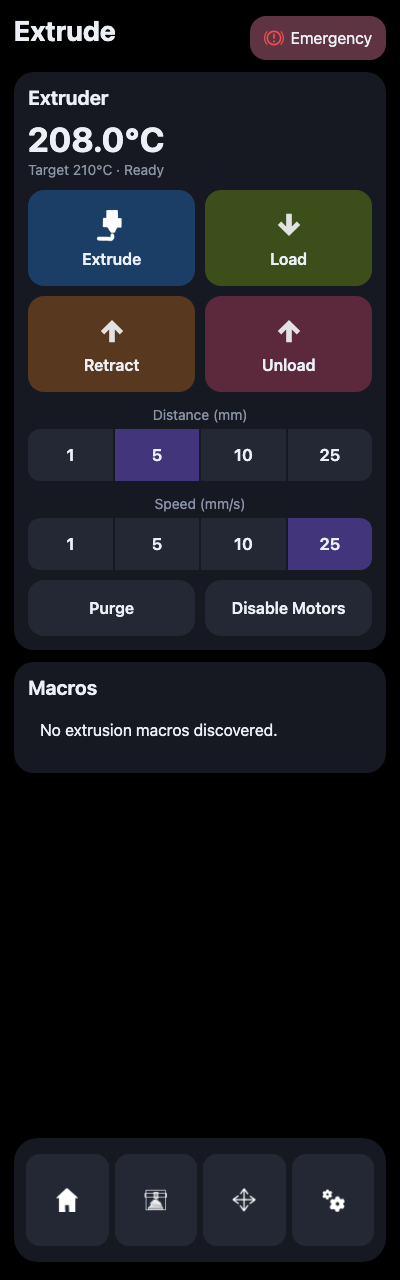 Extrude
Emergency
Extruder
208.0°C
Target 210°C · Ready
Extrude
Load
Retract
Unload
Distance (mm)
1 5 10 25
Speed (mm/s)
1 5 10 25
Purge
Disable Motors
Macros
No extrusion macros discovered.